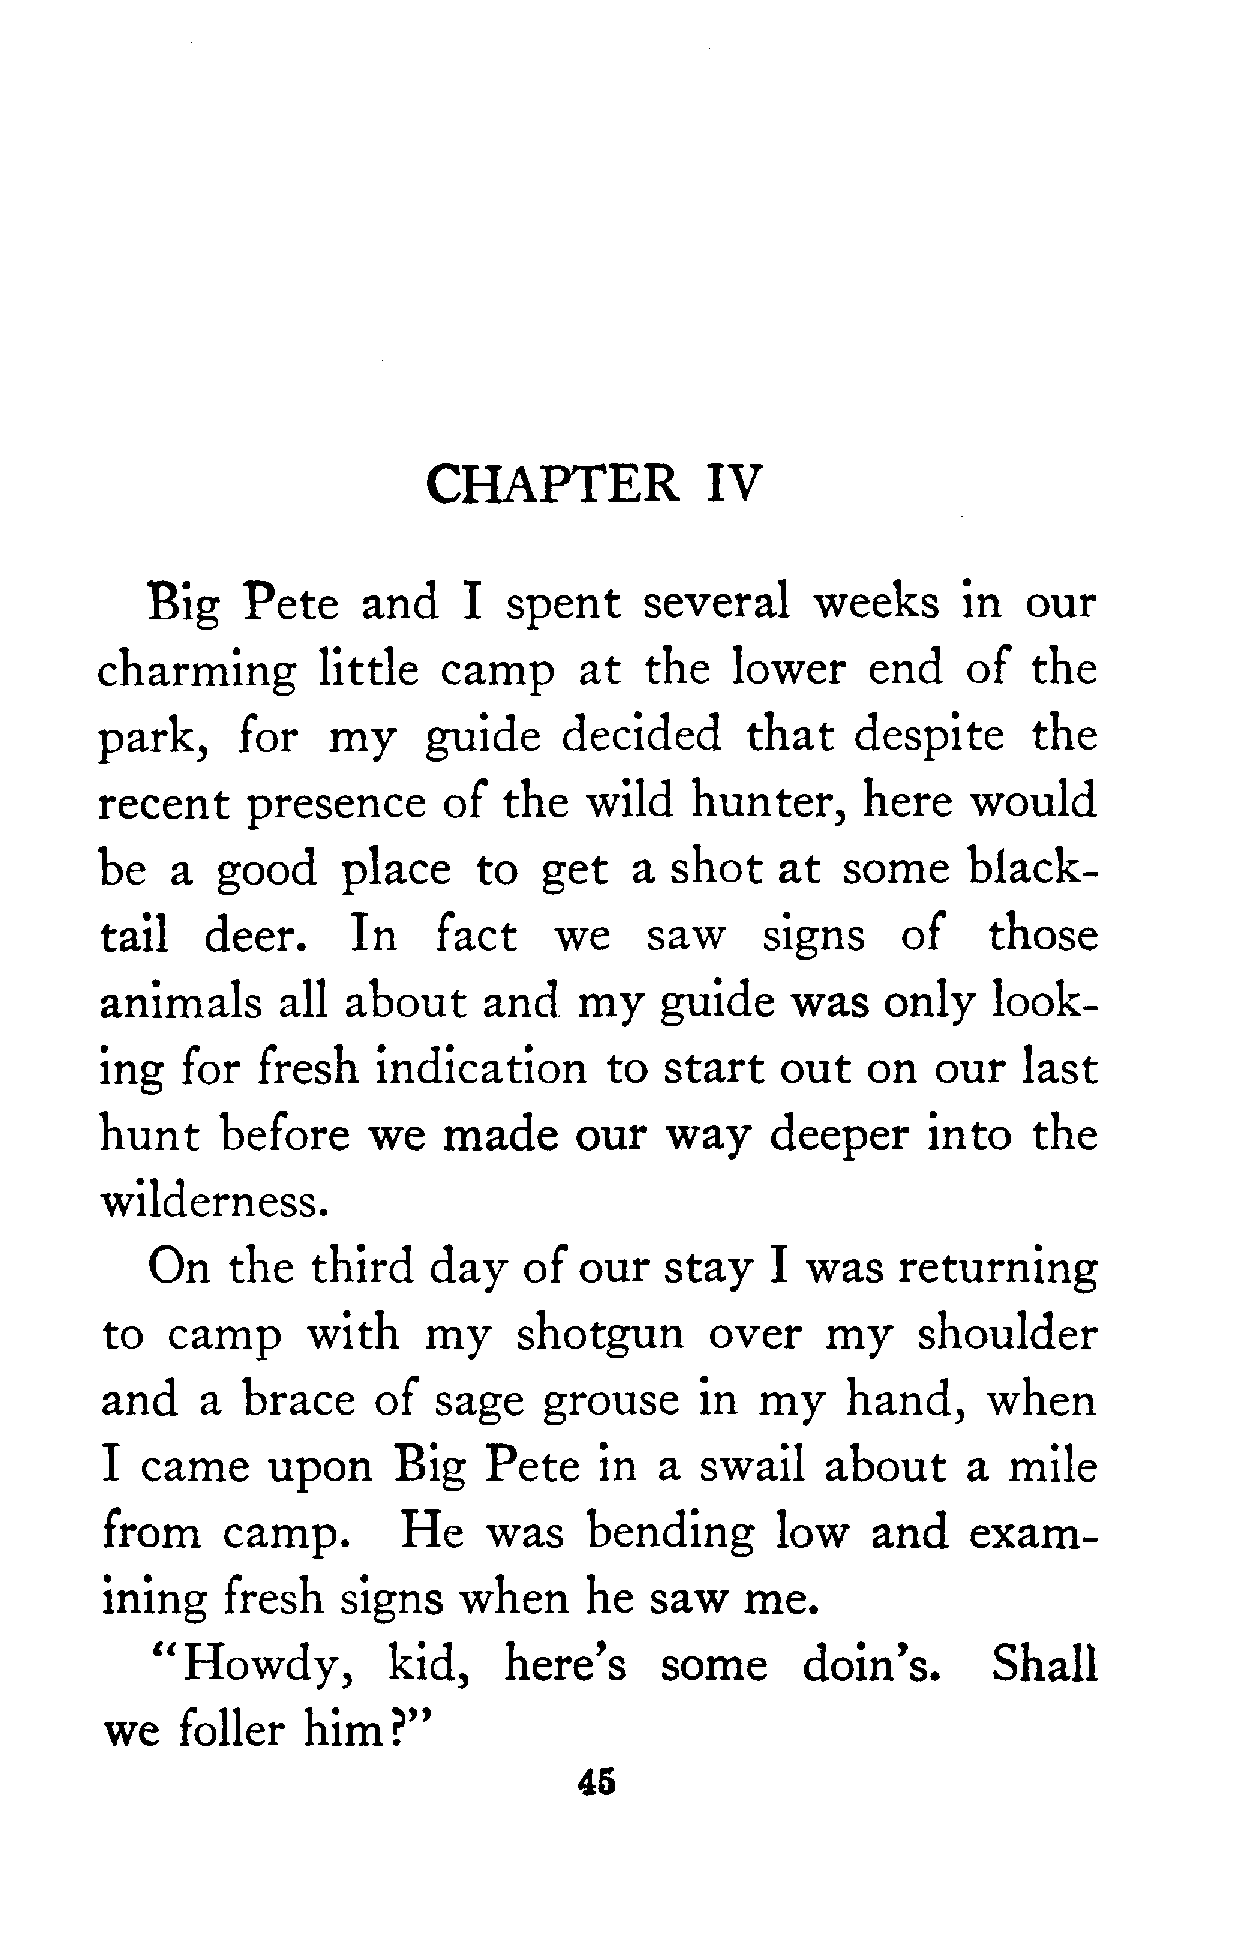 CHAPTER IV
Big Pete and I spent several weeks in our
charming little camp at the lower end of the
park, for my guide decided that despite the
recent presence of the wild hunter, here would
be a good place to get a shot at some black-
tail deer. In fact we saw signs of those
animals all about and my guide was only look-
ing for fresh indication to start out on our last
hunt before we made our way deeper into the
wilderness.
On the third day of our stay I was returning
to camp with my shotgun over my shoulder
and a brace of sage grouse in my hand, when
I came upon Big Pete in a swail about a mile
from camp. He was bending low and exam-
ining fresh signs when he saw me.
"Howdy, kid, here's some doin's. Shall
we foller him?"
45